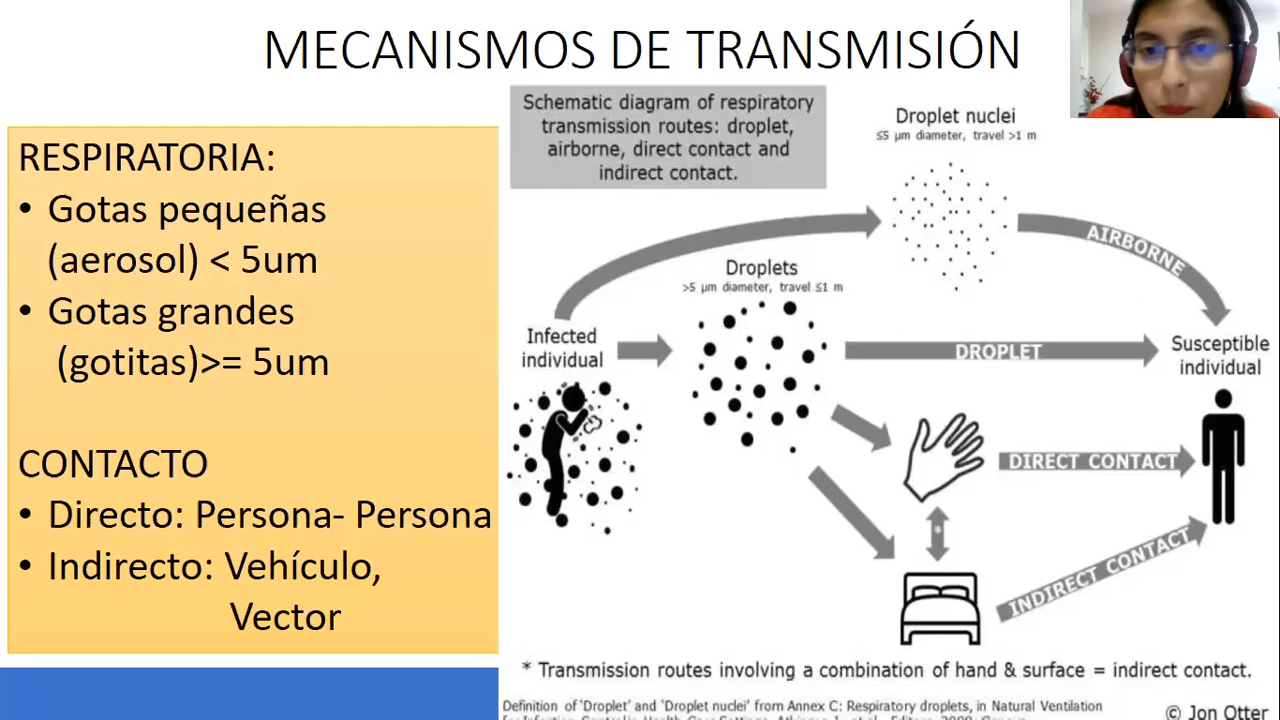 MECANISMOS DE TRANSMISIÓN
RESPIRATORIA:
• Gotas pequeñas
(aerosol) < 5um
• Gotas grandes
(gotitas)>= 5um
CONTACTO
• Directo: Persona- Persona
• Indirecto: Vehículo,
Vector
Schematic diagram of respiratory
transmission routes: droplet,
airborne, direct contact and
indirect contact.
Droplet nuclei
≤5 µm diameter, travel >1 m
AIRBORNE
Droplets
>5 µm diameter, travel ≤1 m
Infected
individual
DROPLET
Susceptible
individual
DIRECT CONTACT
*
INDIRECT CONTACT
* Transmission routes involving a combination of hand & surface = indirect contact.
Definition of 'Droplet' and 'Droplet nuclei' from Annex C: Respiratory droplets, in Natural Ventilation
© Jon Otter